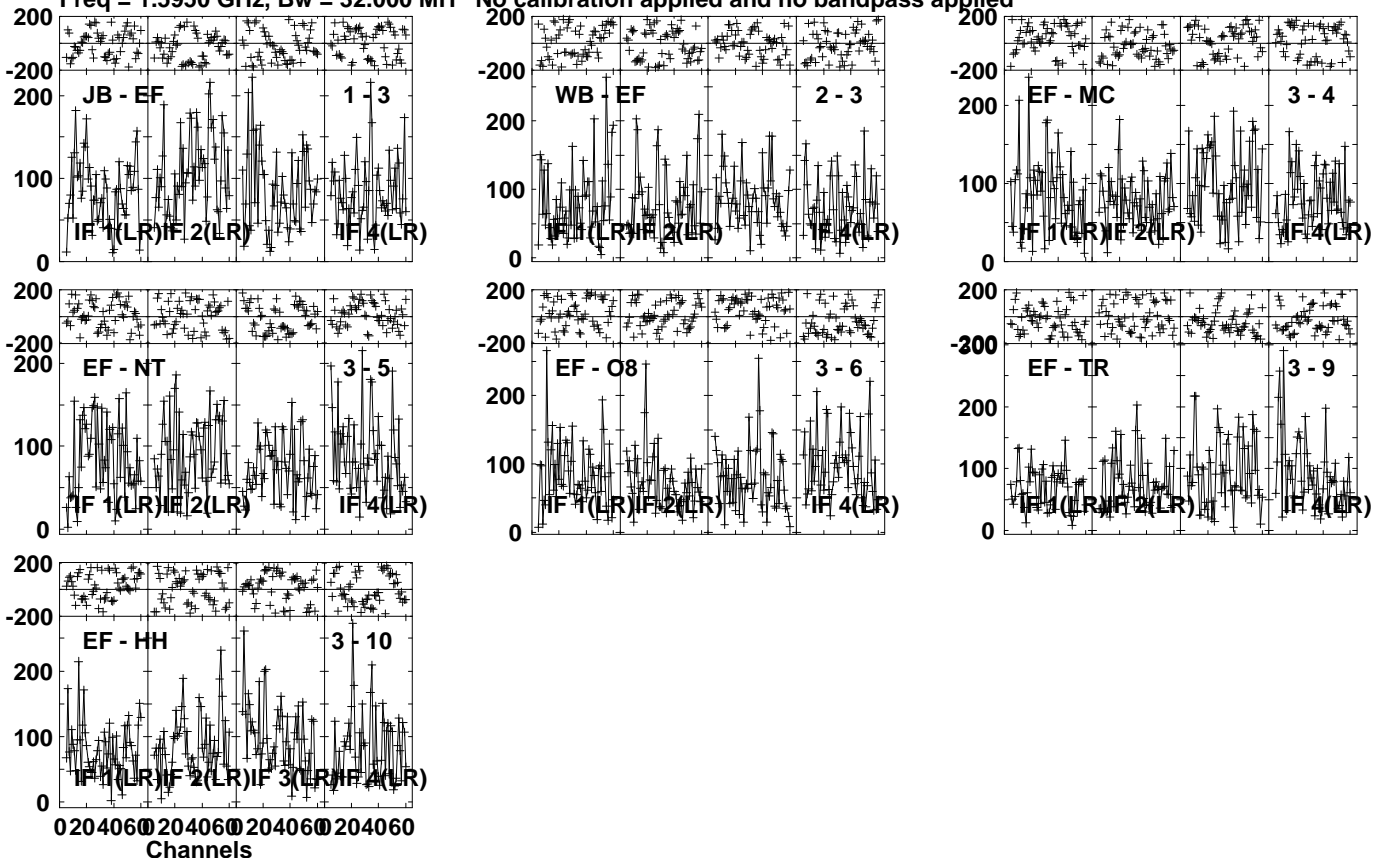 Freq = 1.5950 GHz, Bw = 32.000 MH No calibration applied and no bandpass applied
200
-200
JB - EF 1 - 3
200
100
0
IF 1(LR) IF 2(LR) IF 4(LR)
200
-200
WB - EF 2 - 3
200
100
0
IF 1(LR) IF 2(LR) IF 4(LR)
200
-200
EF - MC 3 - 4
200
100
0
IF 1(LR) IF 2(LR) IF 4(LR)
200
-200
EF - NT 3 - 5
200
100
0
IF 1(LR) IF 2(LR) IF 4(LR)
200
-200
EF - O8 3 - 6
200
100
0
IF 1(LR) IF 2(LR) IF 4(LR)
200
-200
300
EF - TR 3 - 9
200
100
0
IF 1(LR) IF 2(LR) IF 4(LR)
200
-200
EF - HH 3 - 10
200
100
0
IF 1(LR) IF 2(LR) IF 3(LR) IF 4(LR)
0 20 40 60 0 20 40 60 0 20 40 60 0 20 40 60
Channels